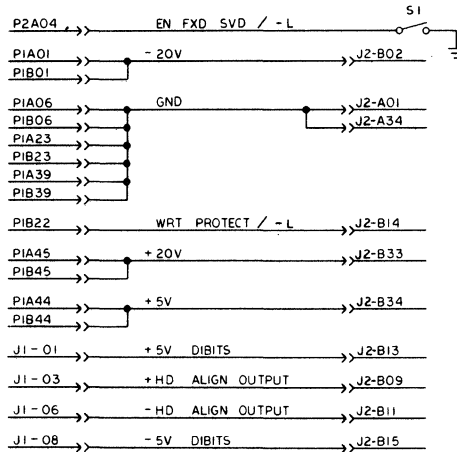 S1
P2A04 EN FXD SVD / - L
P1A01 - 20V J2-B02
P1B01
P1A06 GND J2-A01
P1B06 J2-A34
P1A23
P1B23
P1A39
P1B39
P1B22 WRT PROTECT / - L J2-B14
P1A45 + 20V J2-B33
P1B45
P1A44 + 5V J2-B34
P1B44
J1 - 01 + 5V DIBITS J2-B13
J1 - 03 + HD ALIGN OUTPUT J2-B09
J1 - 06 - HD ALIGN OUTPUT J2-B11
J1 - 08 - 5V DIBITS J2-B15